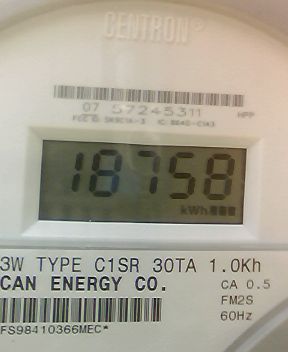 CENTRON®
07 57245311 HPP
18758
kWh
3W TYPE C1SR 30TA 1.0Kh
CAN ENERGY CO. CA 0.5
FM2S
60Hz
FS98410366MEC*